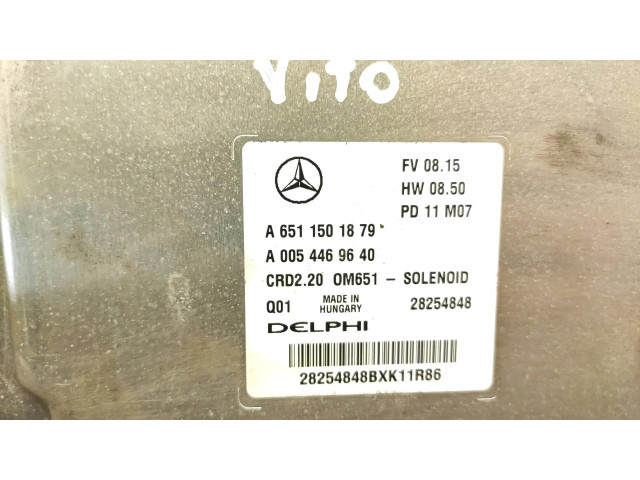 Vito
FV 08.15
HW 08.50
PD 11 M07
A 651 150 18 79
A 005 446 96 40
CRD2.20 OM651 - SOLENOID
Q01 MADE IN HUNGARY 28254848
DELPHI
28254848BXK11R86